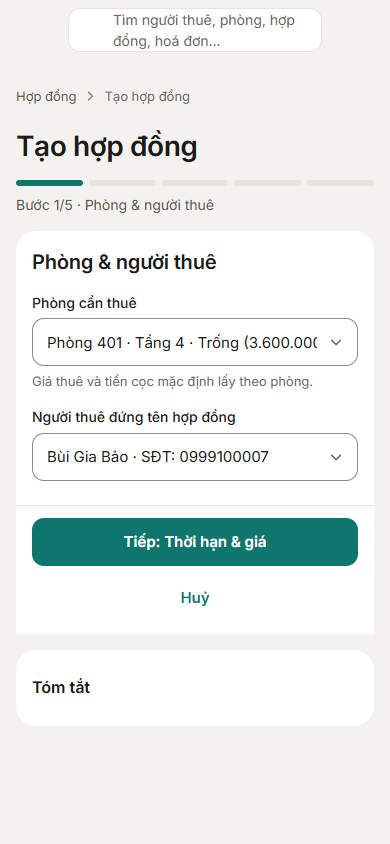 Tìm người thuê, phòng, hợp
đồng, hoá đơn...
Hợp đồng
Tạo hợp đồng
Tạo hợp đồng
Bước 1/5 · Phòng & người thuê
Phòng & người thuê
Phòng cần thuê
Phòng 401 · Tầng 4 · Trống (3.600.000
Giá thuê và tiền cọc mặc định lấy theo phòng.
Người thuê đứng tên hợp đồng
Bùi Gia Bảo · SĐT: 0999100007
Tiếp: Thời hạn & giá
Huỷ
Tóm tắt